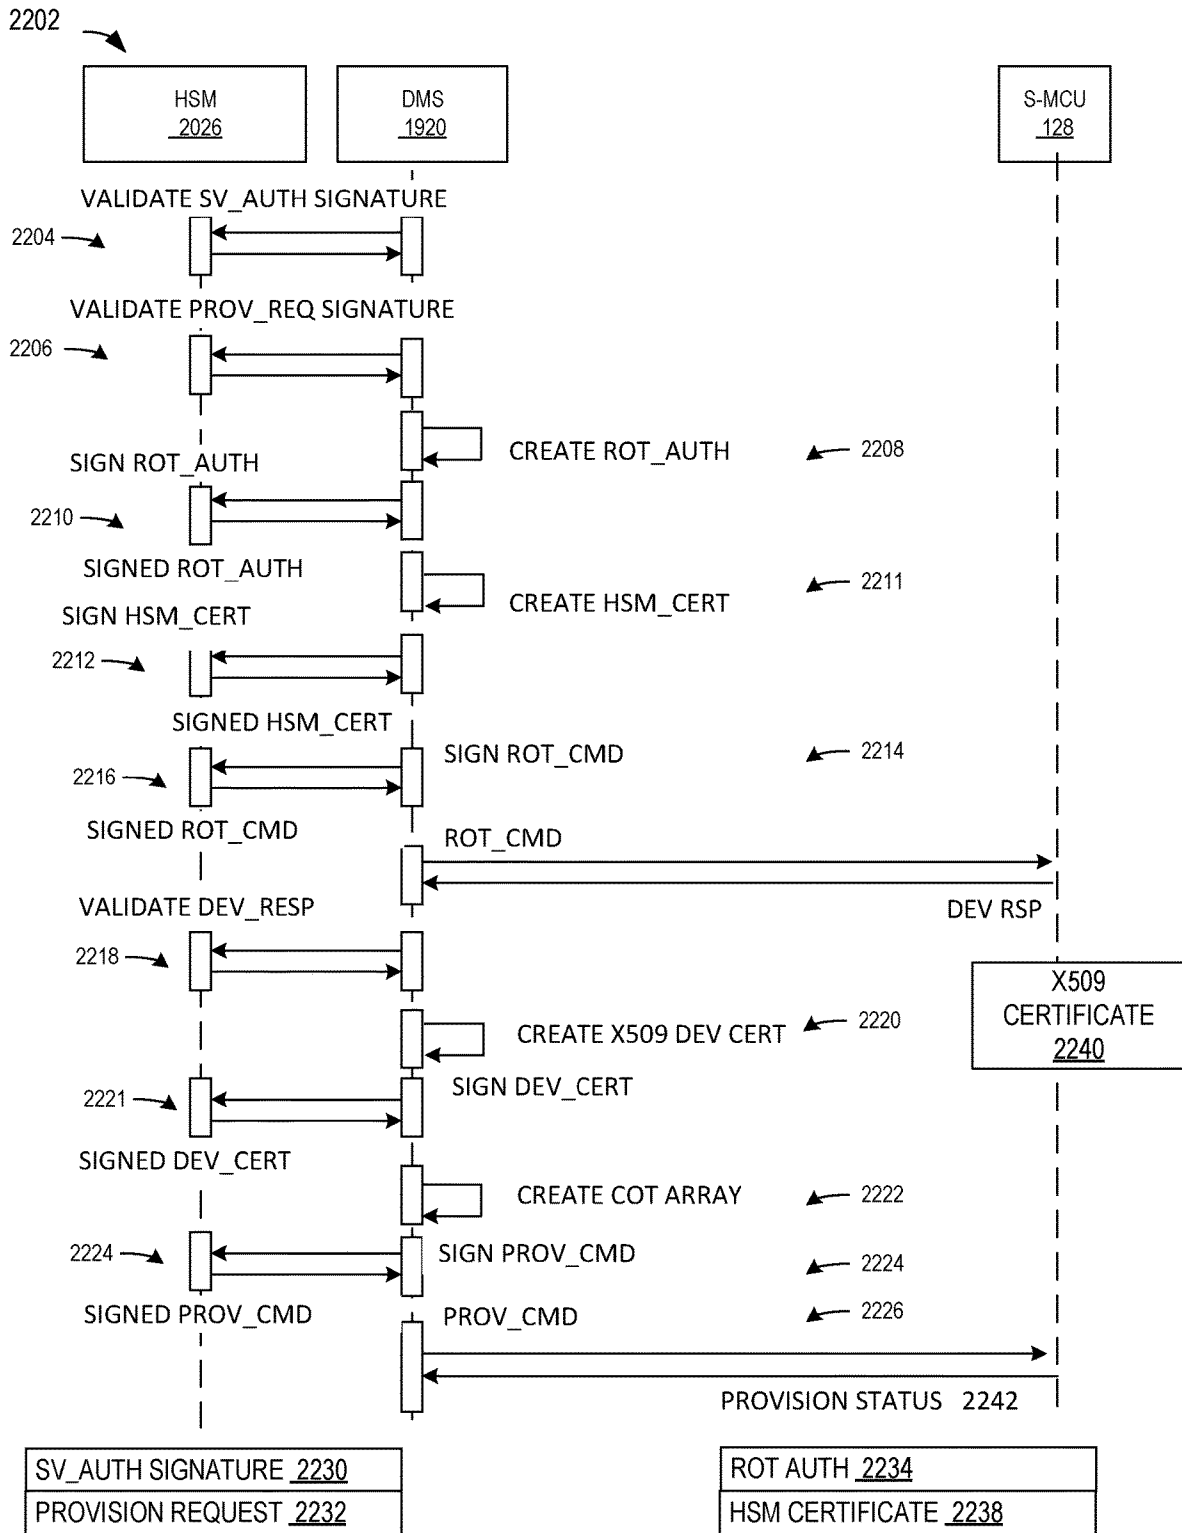 2202
HSM
2026
DMS
1920
S-MCU
128
VALIDATE SV_AUTH SIGNATURE
2204
VALIDATE PROV_REQ SIGNATURE
2206
CREATE ROT_AUTH
2208
SIGN ROT_AUTH
2210
SIGNED ROT_AUTH
2211
CREATE HSM_CERT
SIGN HSM_CERT
2212
SIGNED HSM_CERT
SIGN ROT_CMD
2214
2216
SIGNED ROT_CMD
ROT_CMD
DEV RSP
VALIDATE DEV_RESP
2218
X509
CERTIFICATE
2240
CREATE X509 DEV CERT
2220
SIGN DEV_CERT
2221
SIGNED DEV_CERT
CREATE COT ARRAY
2222
2224
SIGN PROV_CMD
2224
SIGNED PROV_CMD
PROV_CMD
2226
PROVISION STATUS 2242
SV_AUTH SIGNATURE 2230
PROVISION REQUEST 2232
ROT AUTH 2234
HSM CERTIFICATE 2238